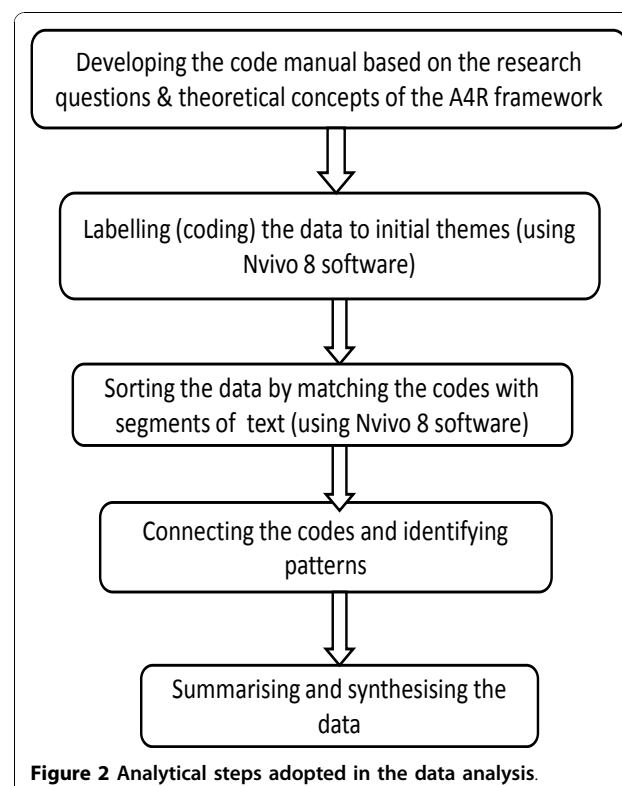 Developing the code manual based on the research
questions & theoretical concepts of the A4R framework
Labelling (coding) the data to initial themes (using
Nvivo 8 software)
Sorting the data by matching the codes with
segments of text (using Nvivo 8 software)
Connecting the codes and identifying
patterns
Summarising and synthesising the
data
Figure 2 Analytical steps adopted in the data analysis.